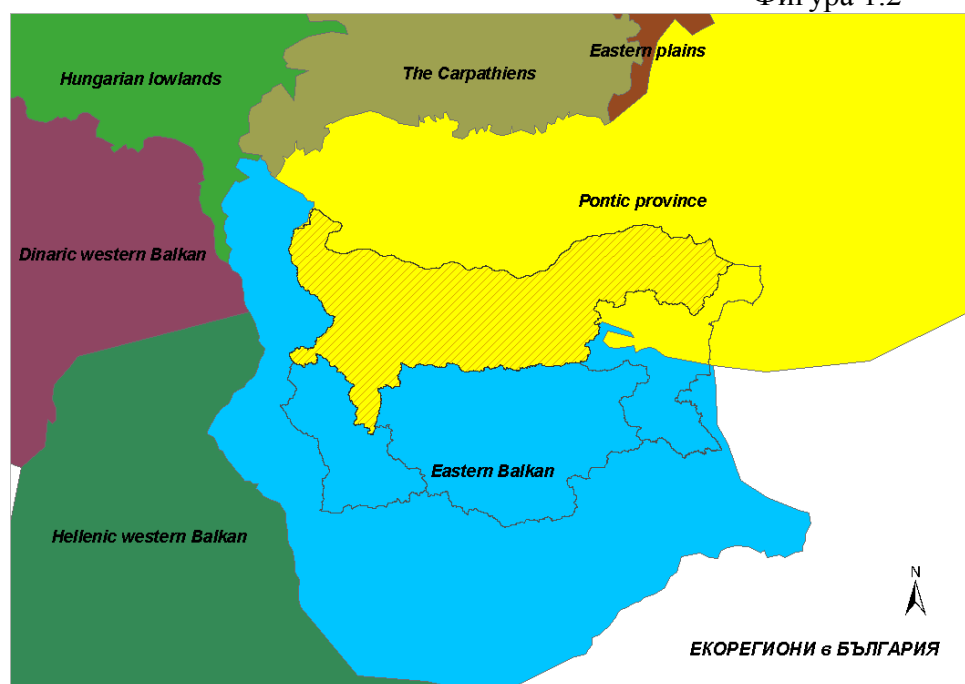 Фигура 1.2
Eastern plains
The Carpathiens
Hungarian lowlands
Pontic province
Dinaric western Balkan
Eastern Balkan
Hellenic western Balkan
N
ЕКОРЕГИОНИ в БЪЛГАРИЯ